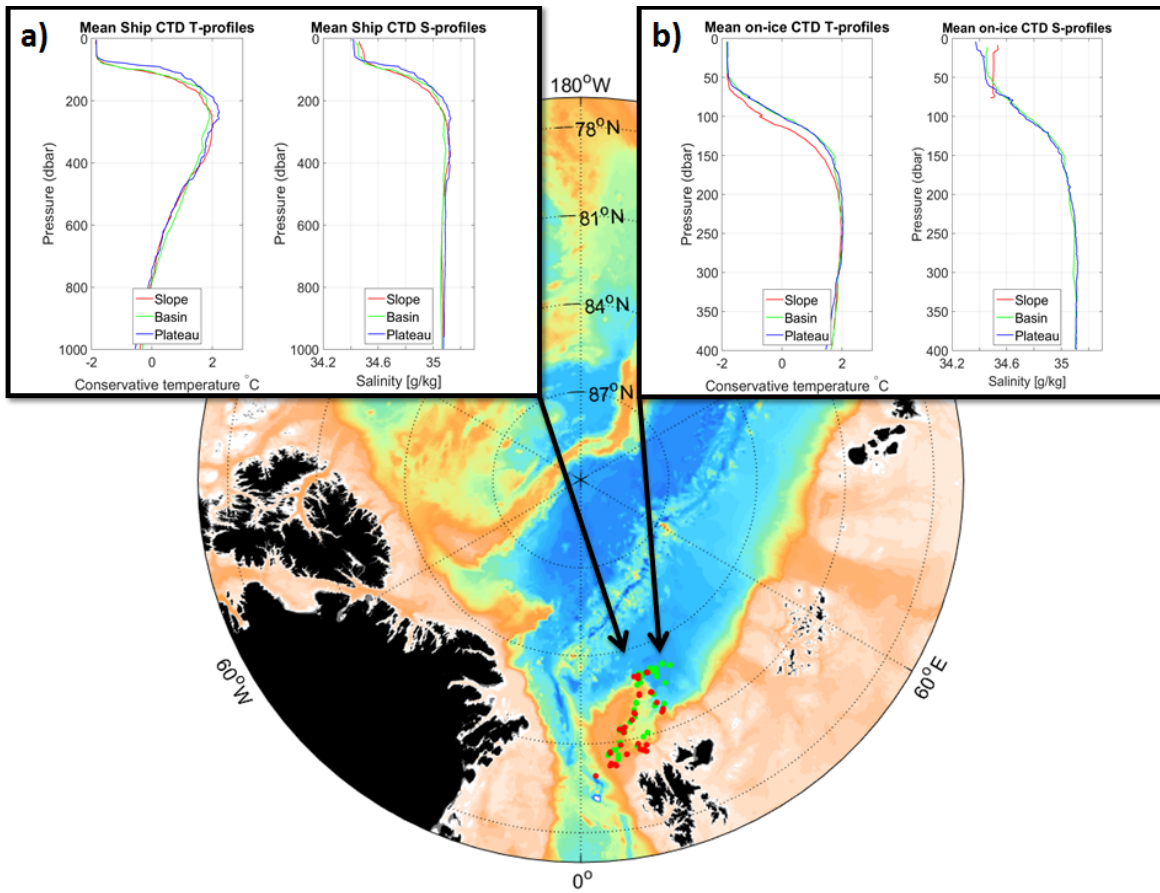 a)
Mean Ship CTD T-profiles
Mean Ship CTD S-profiles
0
200
400
600
800
1000
Pressure (dbar)
-2
0
2
Conservative temperature °C
Slope
Basin
Plateau
0
200
400
600
800
1000
Pressure (dbar)
34.2
34.6
35
Salinity [g/kg]
Slope
Basin
Plateau
b)
Mean on-ice CTD T-profiles
Mean on-ice CTD S-profiles
0
50
100
150
200
250
300
350
400
Pressure (dbar)
-2
0
2
Conservative temperature °C
Slope
Basin
Plateau
0
50
100
150
200
250
300
350
400
Pressure (dbar)
34.2
34.6
35
Salinity [g/kg]
Slope
Basin
Plateau
180°W
78°N
81°N
84°N
87°N
60°W
60°E
0°